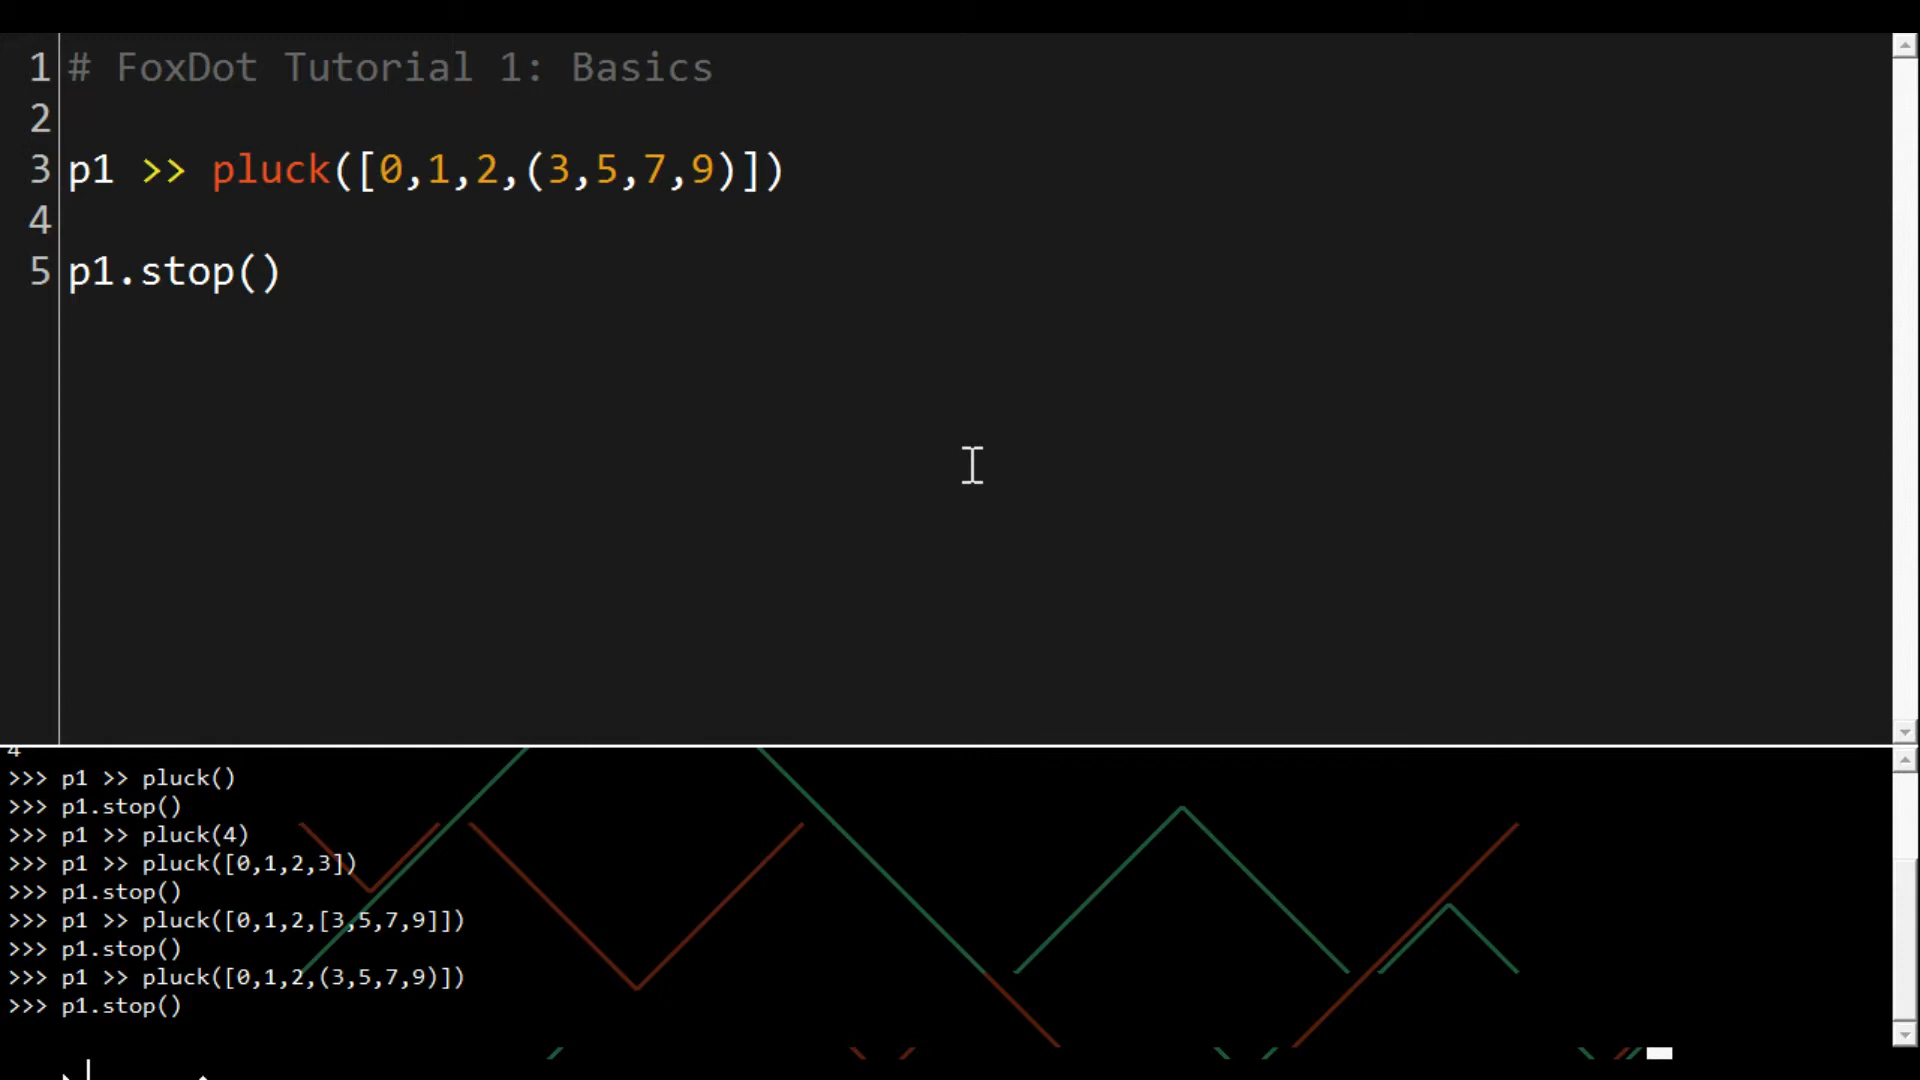 1 # FoxDot Tutorial 1: Basics
2
3 p1 >> pluck([0,1,2,(3,5,7,9)])
4
5 p1.stop()
4
>>> p1 >> pluck()
>>> p1.stop()
>>> p1 >> pluck(4)
>>> p1 >> pluck([0,1,2,3])
>>> p1.stop()
>>> p1 >> pluck([0,1,2,[3,5,7,9]])
>>> p1.stop()
>>> p1 >> pluck([0,1,2,(3,5,7,9)])
>>> p1.stop()